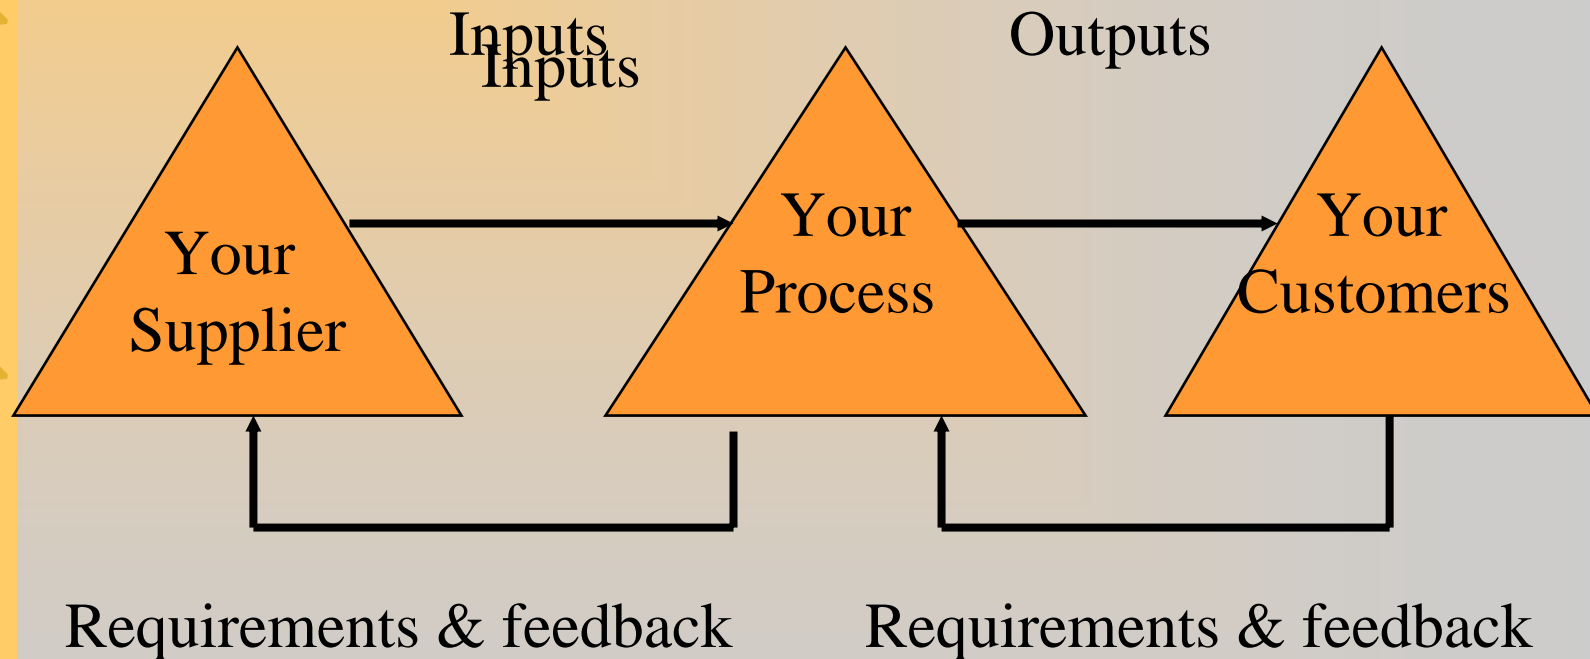 Inputs
Inputs
Outputs
Your
Supplier
Your
Process
Your
Customers
Requirements & feedback
Requirements & feedback